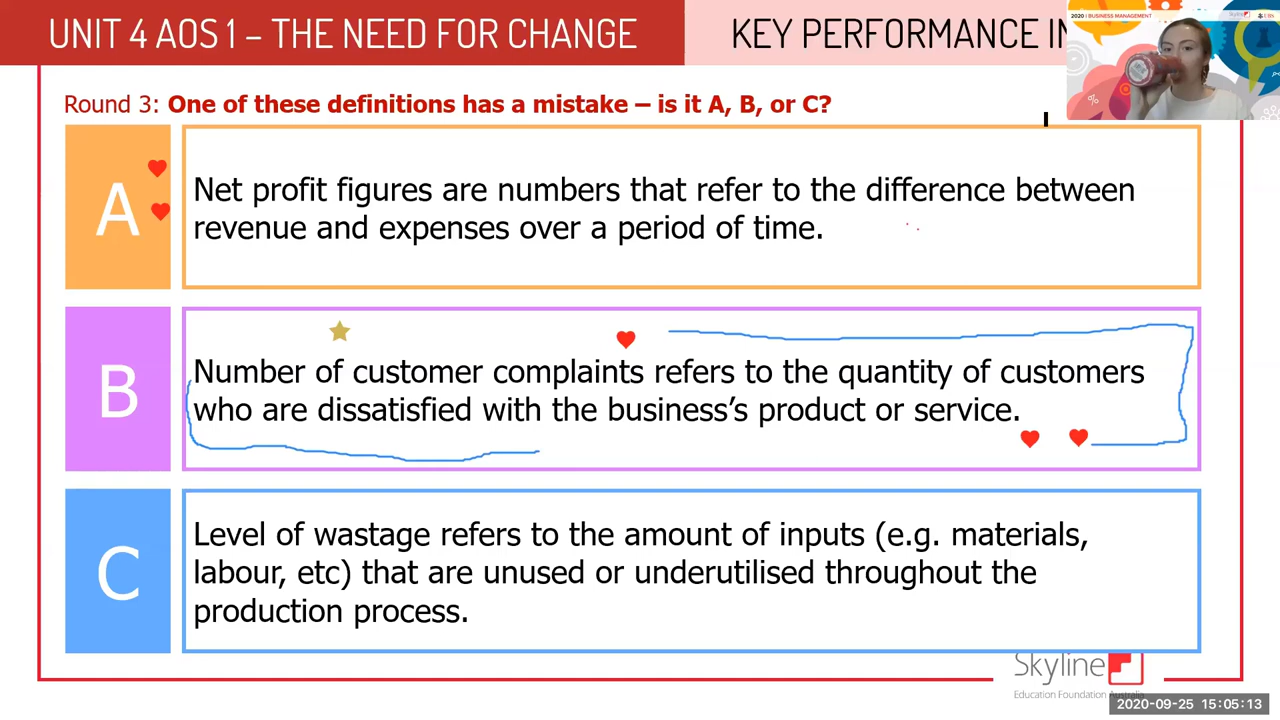 UNIT 4 AOS 1 – THE NEED FOR CHANGE
KEY PERFORMANCE
2020 | BUSINESS MANAGEMENT
Skyline
Round 3: One of these definitions has a mistake – is it A, B, or C?
A
Net profit figures are numbers that refer to the difference between
revenue and expenses over a period of time.
B
Number of customer complaints refers to the quantity of customers
who are dissatisfied with the business's product or service.
C
Level of wastage refers to the amount of inputs (e.g. materials,
labour, etc) that are unused or underutilised throughout the
production process.
Skyline
Education Foundation Australia
2020-09-25 15:05:13